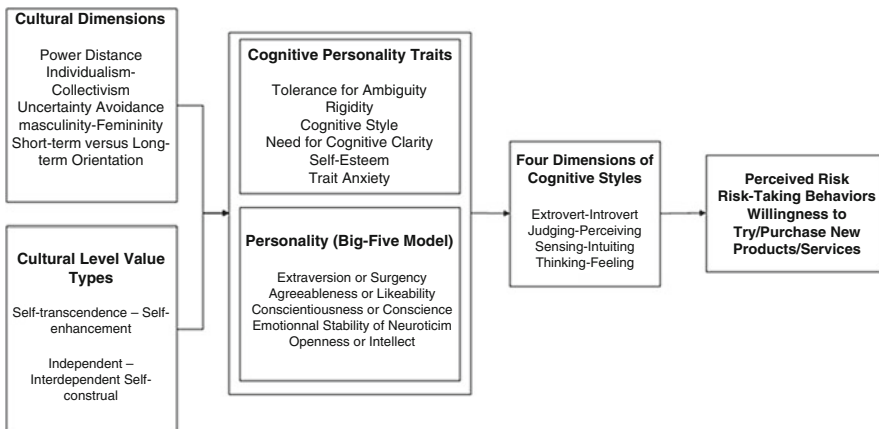 Cultural Dimensions
Power Distance
Individualism-
Collectivism
Uncertainty Avoidance
masculinity-Femininity
Short-term versus Long-
term Orientation
Cultural Level Value
Types
Self-transcendence – Self-
enhancement
Independent –
Interdependent Self-
construal
Cognitive Personality Traits
Tolerance for Ambiguity
Rigidity
Cognitive Style
Need for Cognitive Clarity
Self-Esteem
Trait Anxiety
Personality (Big-Five Model)
Extraversion or Surgency
Agreeableness or Likeability
Conscientiousness or Conscience
Emotionnal Stability of Neuroticim
Openness or Intellect
Four Dimensions of
Cognitive Styles
Extrovert-Introvert
Judging-Perceiving
Sensing-Intuiting
Thinking-Feeling
Perceived Risk
Risk-Taking Behaviors
Willingness to
Try/Purchase New
Products/Services